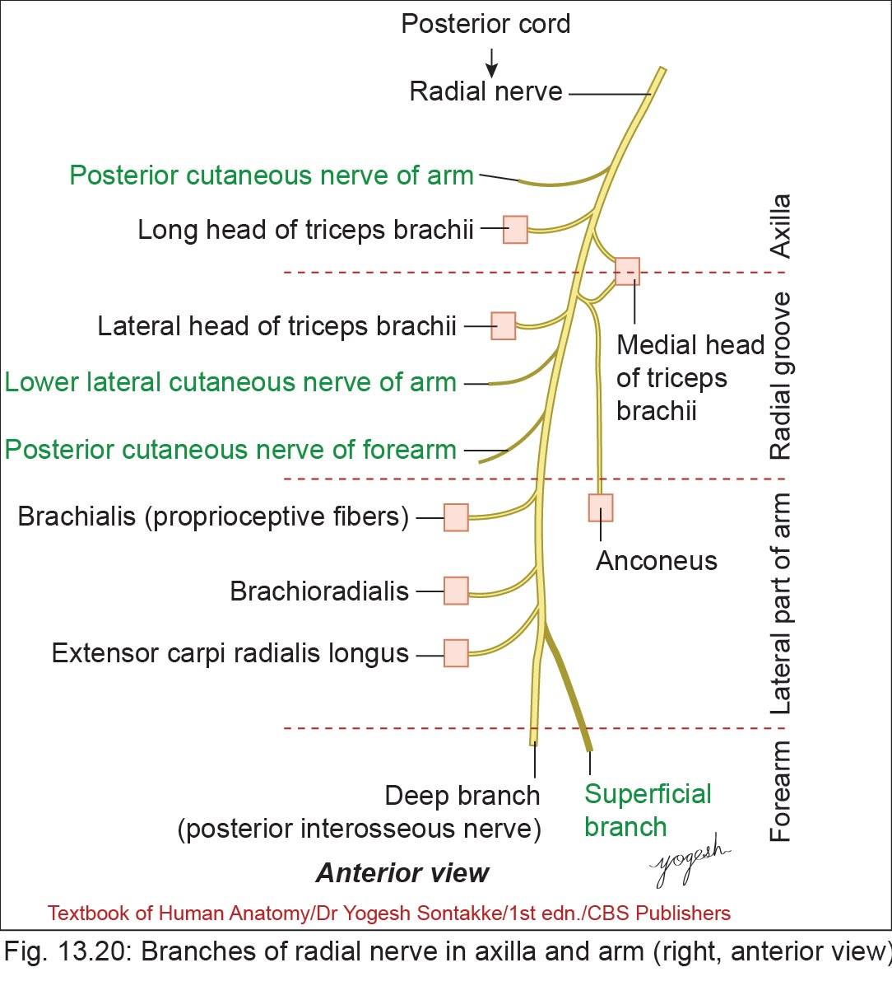 Posterior cord
Radial nerve
Posterior cutaneous nerve of arm
Long head of triceps brachii
Axilla
Lateral head of triceps brachii
Medial head
of triceps
brachii
Radial groove
Lower lateral cutaneous nerve of arm
Posterior cutaneous nerve of forearm
Brachialis (proprioceptive fibers)
Anconeus
Lateral part of arm
Brachioradialis
Extensor carpi radialis longus
Deep branch
(posterior interosseous nerve)
Superficial
branch
Forearm
yogesh
Anterior view
Textbook of Human Anatomy/Dr Yogesh Sontakke/1st edn./CBS Publishers
Fig. 13.20: Branches of radial nerve in axilla and arm (right, anterior view)